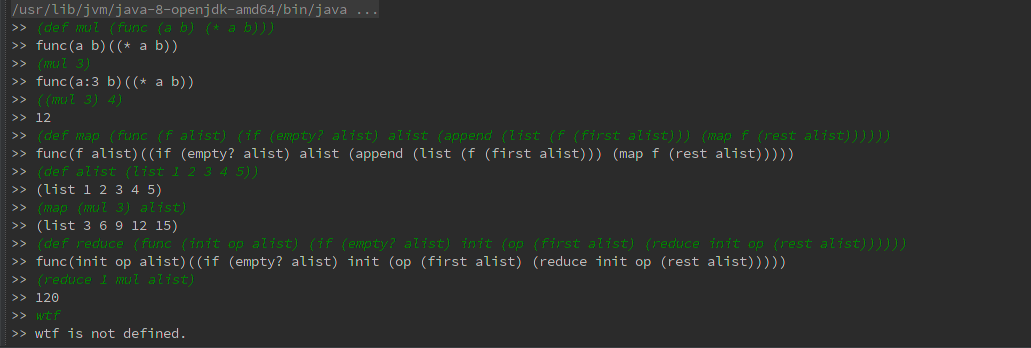 /usr/lib/jvm/java-8-openjdk-amd64/bin/java ...
>> (def mul (func (a b) (* a b)))
>> func(a b)((* a b))
>> (mul 3)
>> func(a:3 b)((* a b))
>> ((mul 3) 4)
>> 12
>> (def map (func (f alist) (if (empty? alist) alist (append (list (f (first alist))) (map f (rest alist))))))
>> func(f alist)((if (empty? alist) alist (append (list (f (first alist))) (map f (rest alist)))))
>> (def alist (list 1 2 3 4 5))
>> (list 1 2 3 4 5)
>> (map (mul 3) alist)
>> (list 3 6 9 12 15)
>> (def reduce (func (init op alist) (if (empty? alist) init (op (first alist) (reduce init op (rest alist))))))
>> func(init op alist)((if (empty? alist) init (op (first alist) (reduce init op (rest alist)))))
>> (reduce 1 mul alist)
>> 120
>> wtf
>> wtf is not defined.